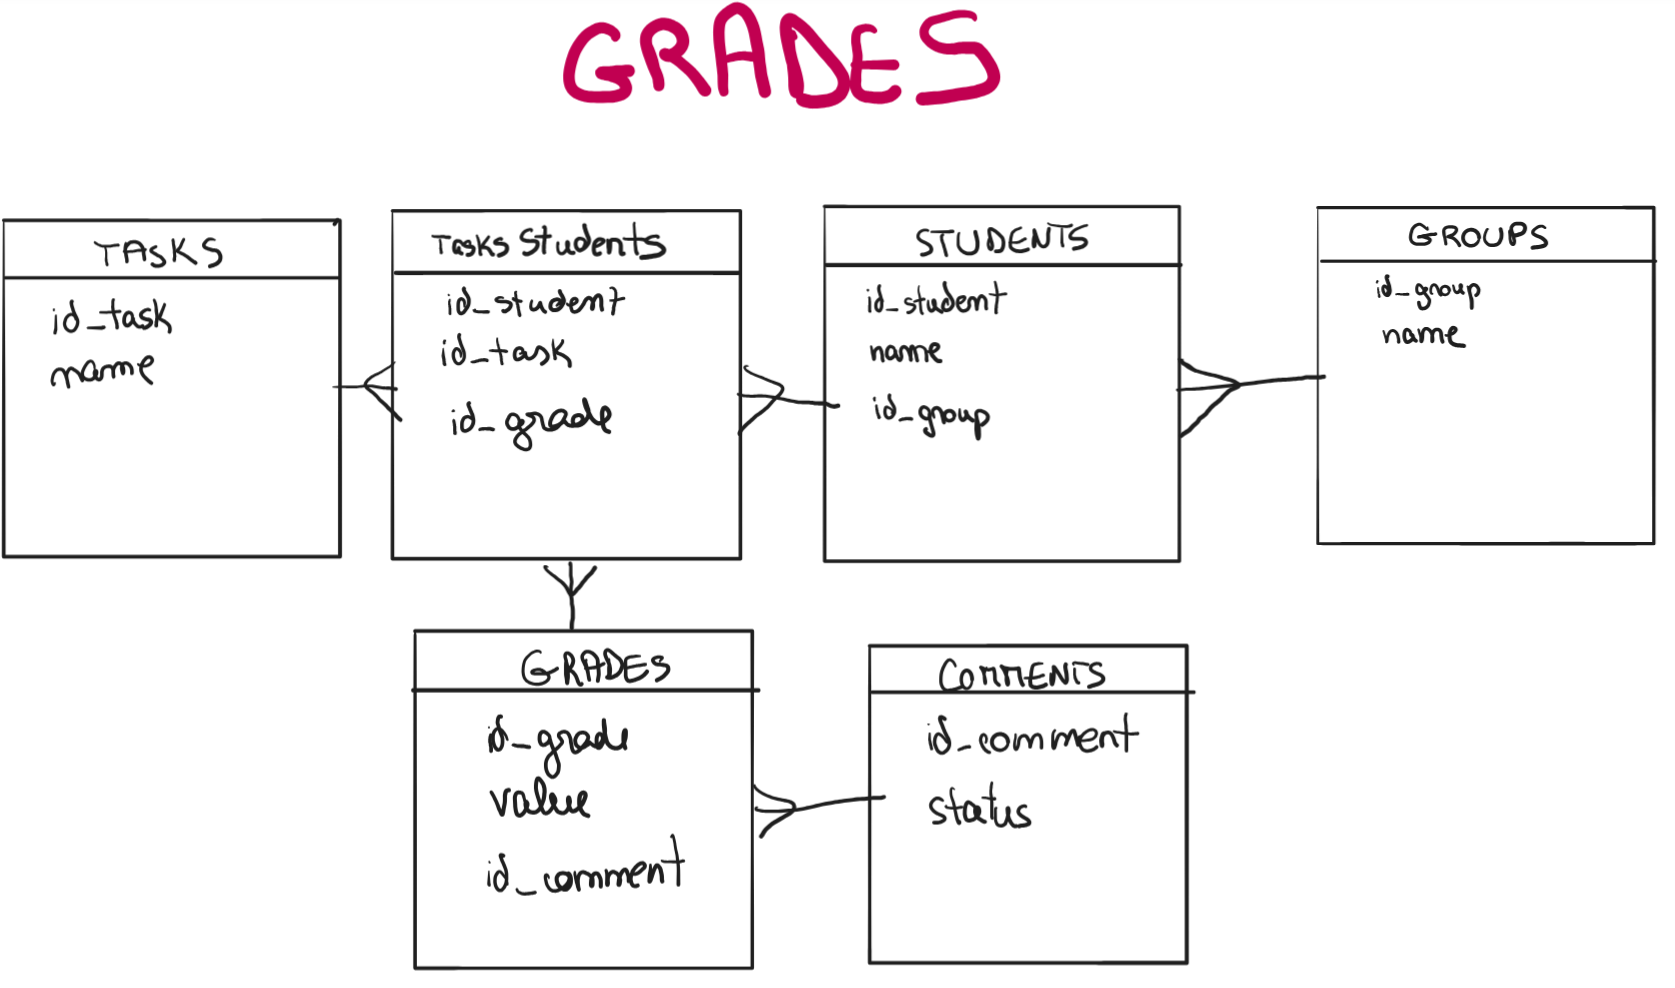 GRADES
TASKS
id_task
name
Tasks Students
id_student
id_task
id_grade
STUDENTS
id_student
name
id_group
GROUPS
id_group
name
GRADES
id_grade
value
id_comment
COMMENTS
id_comment
status